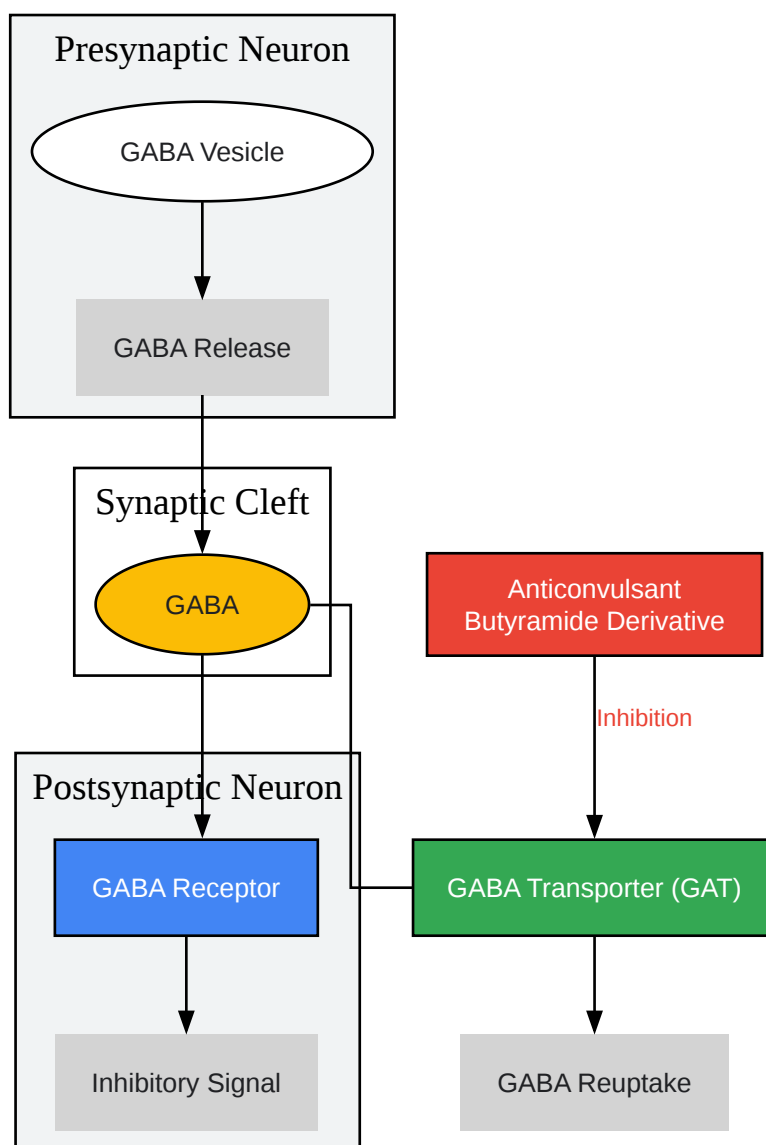 Presynaptic Neuron
GABA Vesicle
GABA Release
Synaptic Cleft
GABA
Anticonvulsant
Butyramide Derivative
Inhibition
Postsynaptic Neuron
GABA Receptor
GABA Transporter (GAT)
Inhibitory Signal
GABA Reuptake